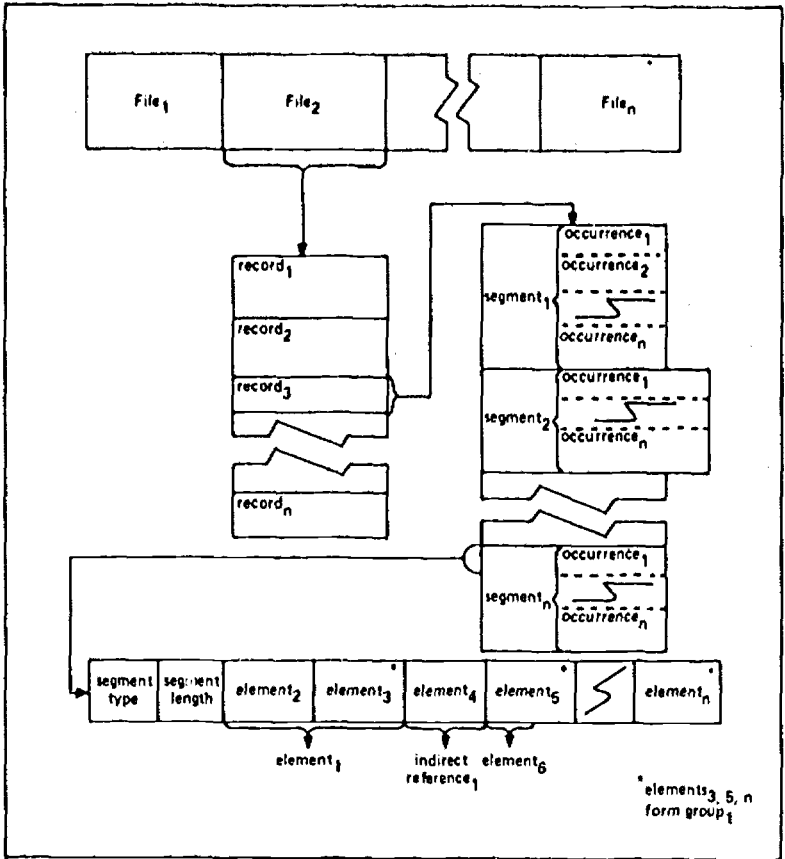 File₁
File₂
Fileₙ
record₁
record₂
record₃
recordₙ
segment₁
occurrence₁
occurrence₂
occurrenceₙ
segment₂
occurrence₁
occurrenceₙ
segmentₙ
occurrence₁
occurrenceₙ
segment
type
segment
length
element₂
element₃*
element₄
element₅*
elementₙ*
element₁
indirect
reference₁
element₆
*elements₃, ₅, ₙ
form group₁